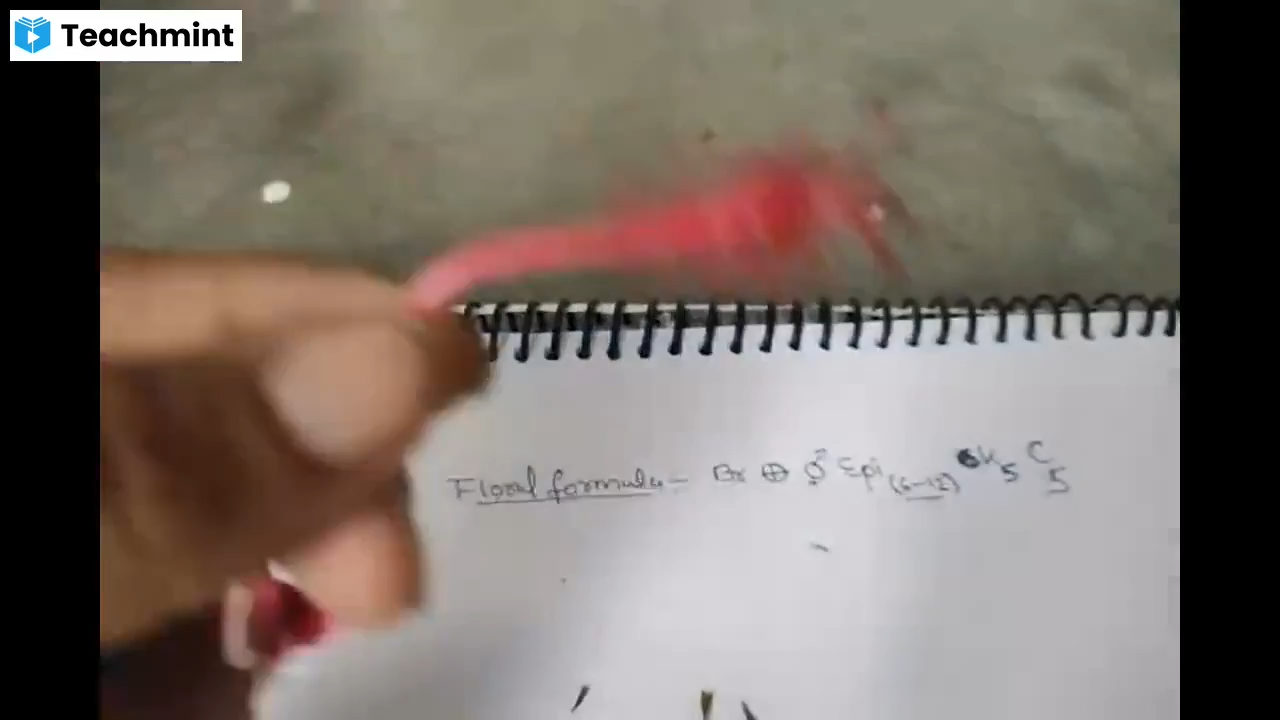 Teachmint
Floral formula - Br ⊕ ⚥ Epi(6-12) K5 C5